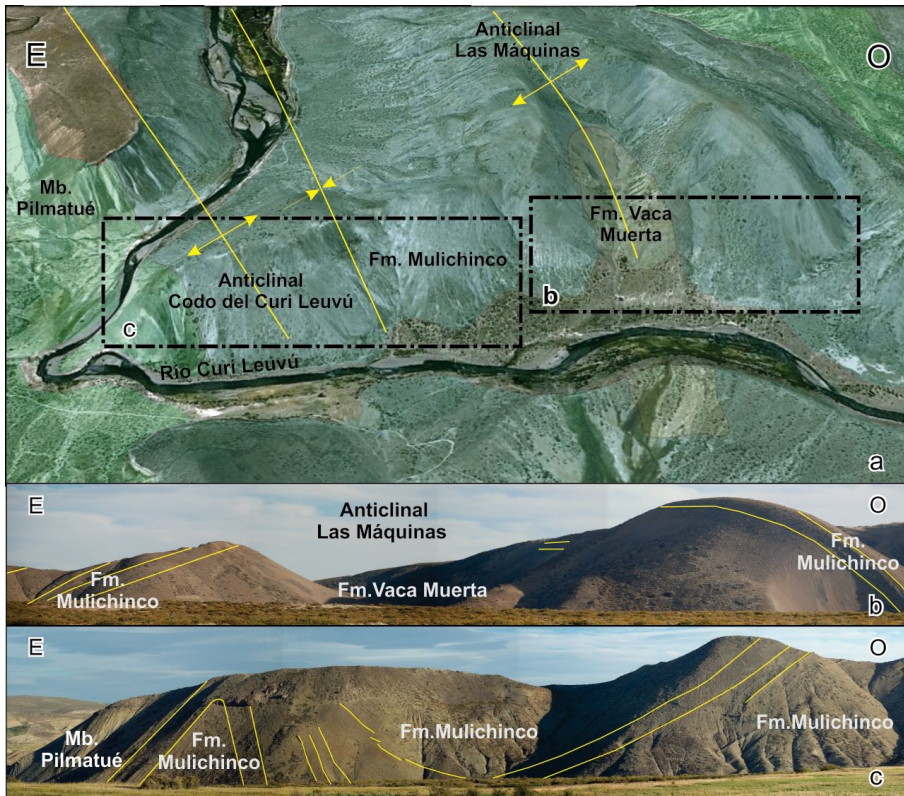 E
O
Anticlinal
Las Máquinas
Mb.
Pilmatué
Fm. Vaca
Muerta
Fm. Mulichinco
Anticlinal
Codo del Curi Leuvú
b
c
Río Curi Leuvú
a
E
Anticlinal
Las Máquinas
O
Fm.
Mulichinco
Fm.Vaca Muerta
Fm.
Mulichinco
b
E
O
Mb.
Pilmatué
Fm.
Mulichinco
Fm.Mulichinco
Fm.Mulichinco
c